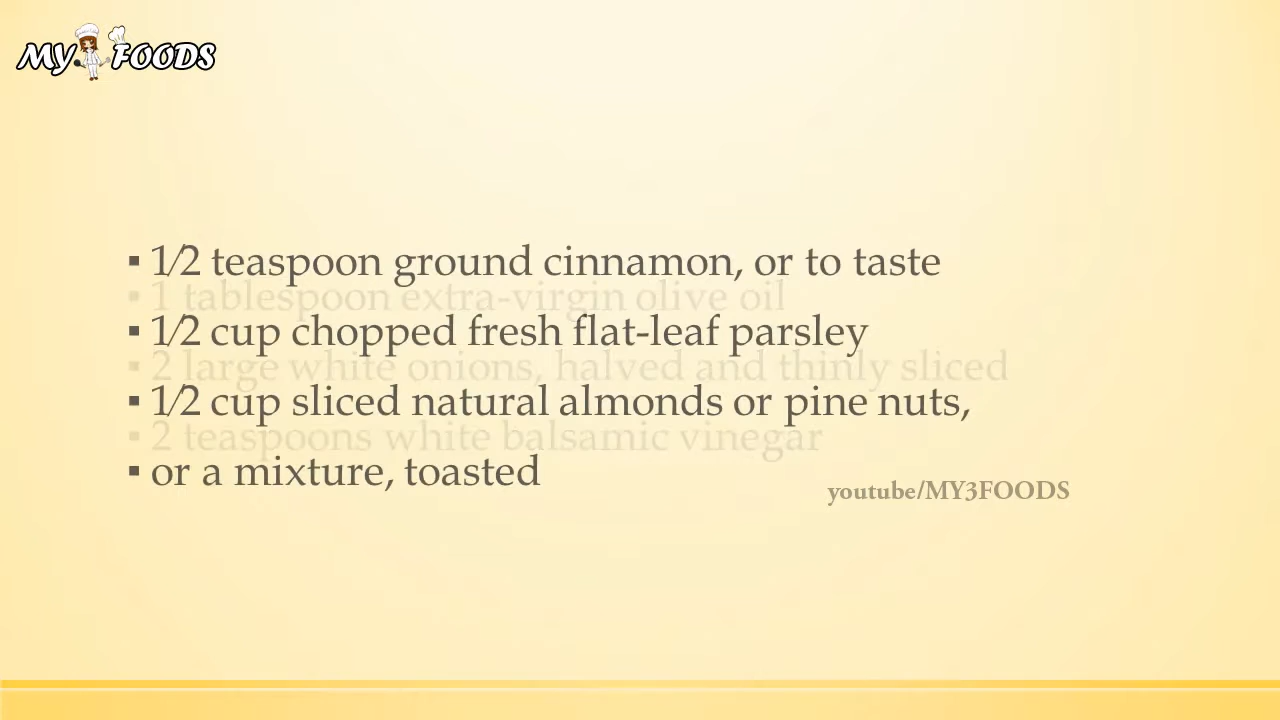 MY FOODS
▪ 1/2 teaspoon ground cinnamon, or to taste
▪ 1 tablespoon extra-virgin olive oil
▪ 1/2 cup chopped fresh flat-leaf parsley
▪ 2 large white onions, halved and thinly sliced
▪ 1/2 cup sliced natural almonds or pine nuts,
▪ 2 teaspoons white balsamic vinegar
▪ or a mixture, toasted
youtube/MY3FOODS